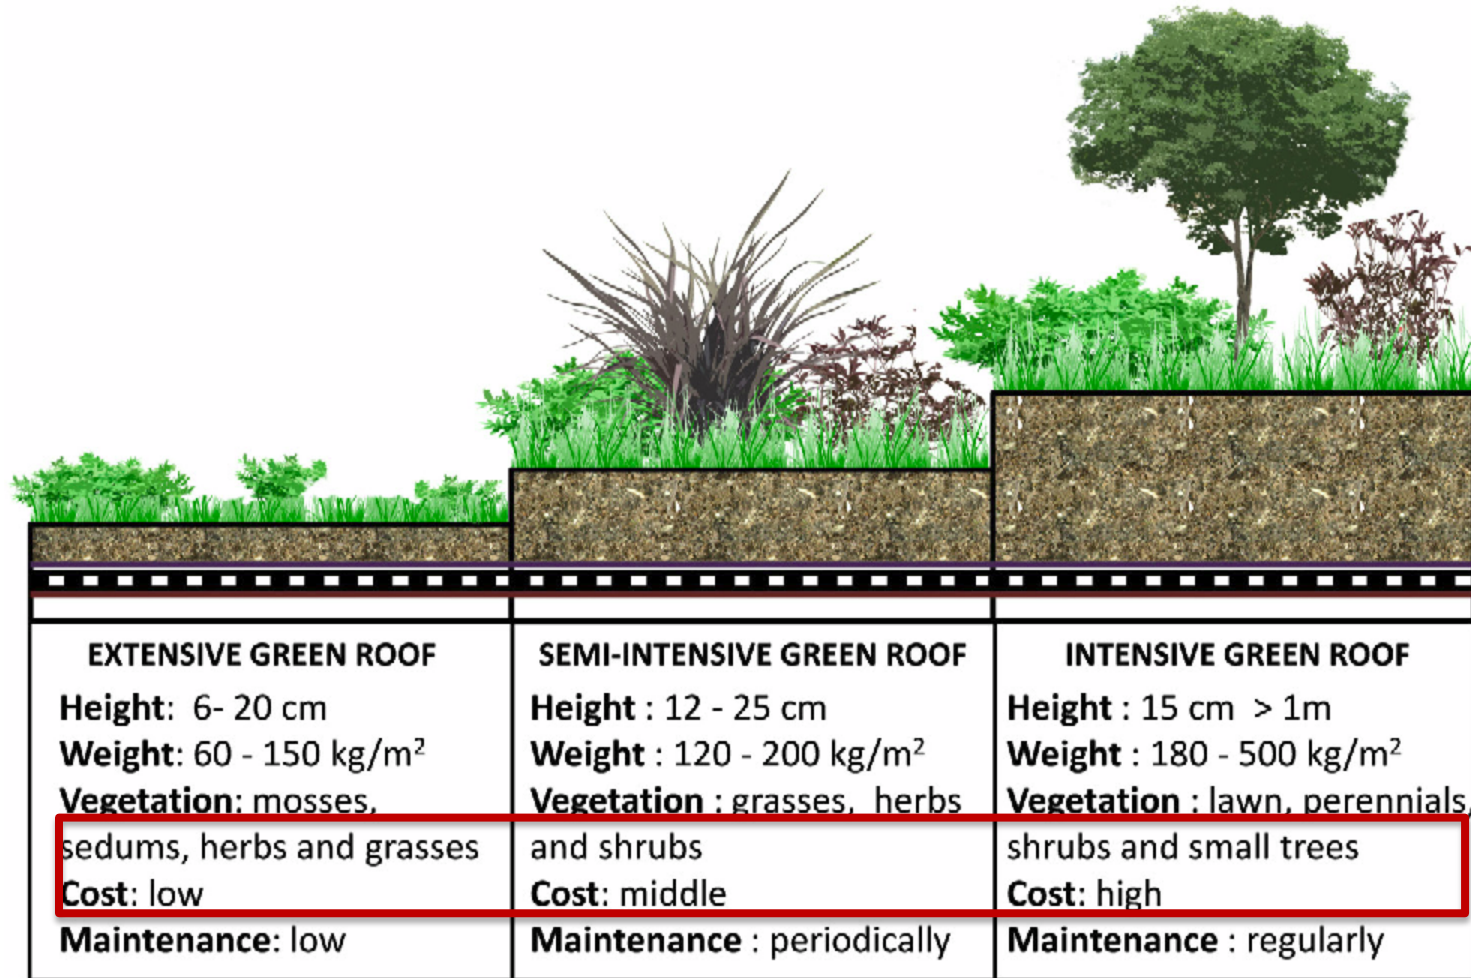 EXTENSIVE GREEN ROOF
Height: 6- 20 cm
Weight: 60 - 150 kg/m²
Vegetation: mosses,
sedums, herbs and grasses
Cost: low
Maintenance: low
SEMI-INTENSIVE GREEN ROOF
Height : 12 - 25 cm
Weight : 120 - 200 kg/m²
Vegetation : grasses, herbs
and shrubs
Cost: middle
Maintenance : periodically
INTENSIVE GREEN ROOF
Height : 15 cm > 1m
Weight : 180 - 500 kg/m²
Vegetation : lawn, perennials,
shrubs and small trees
Cost: high
Maintenance : regularly